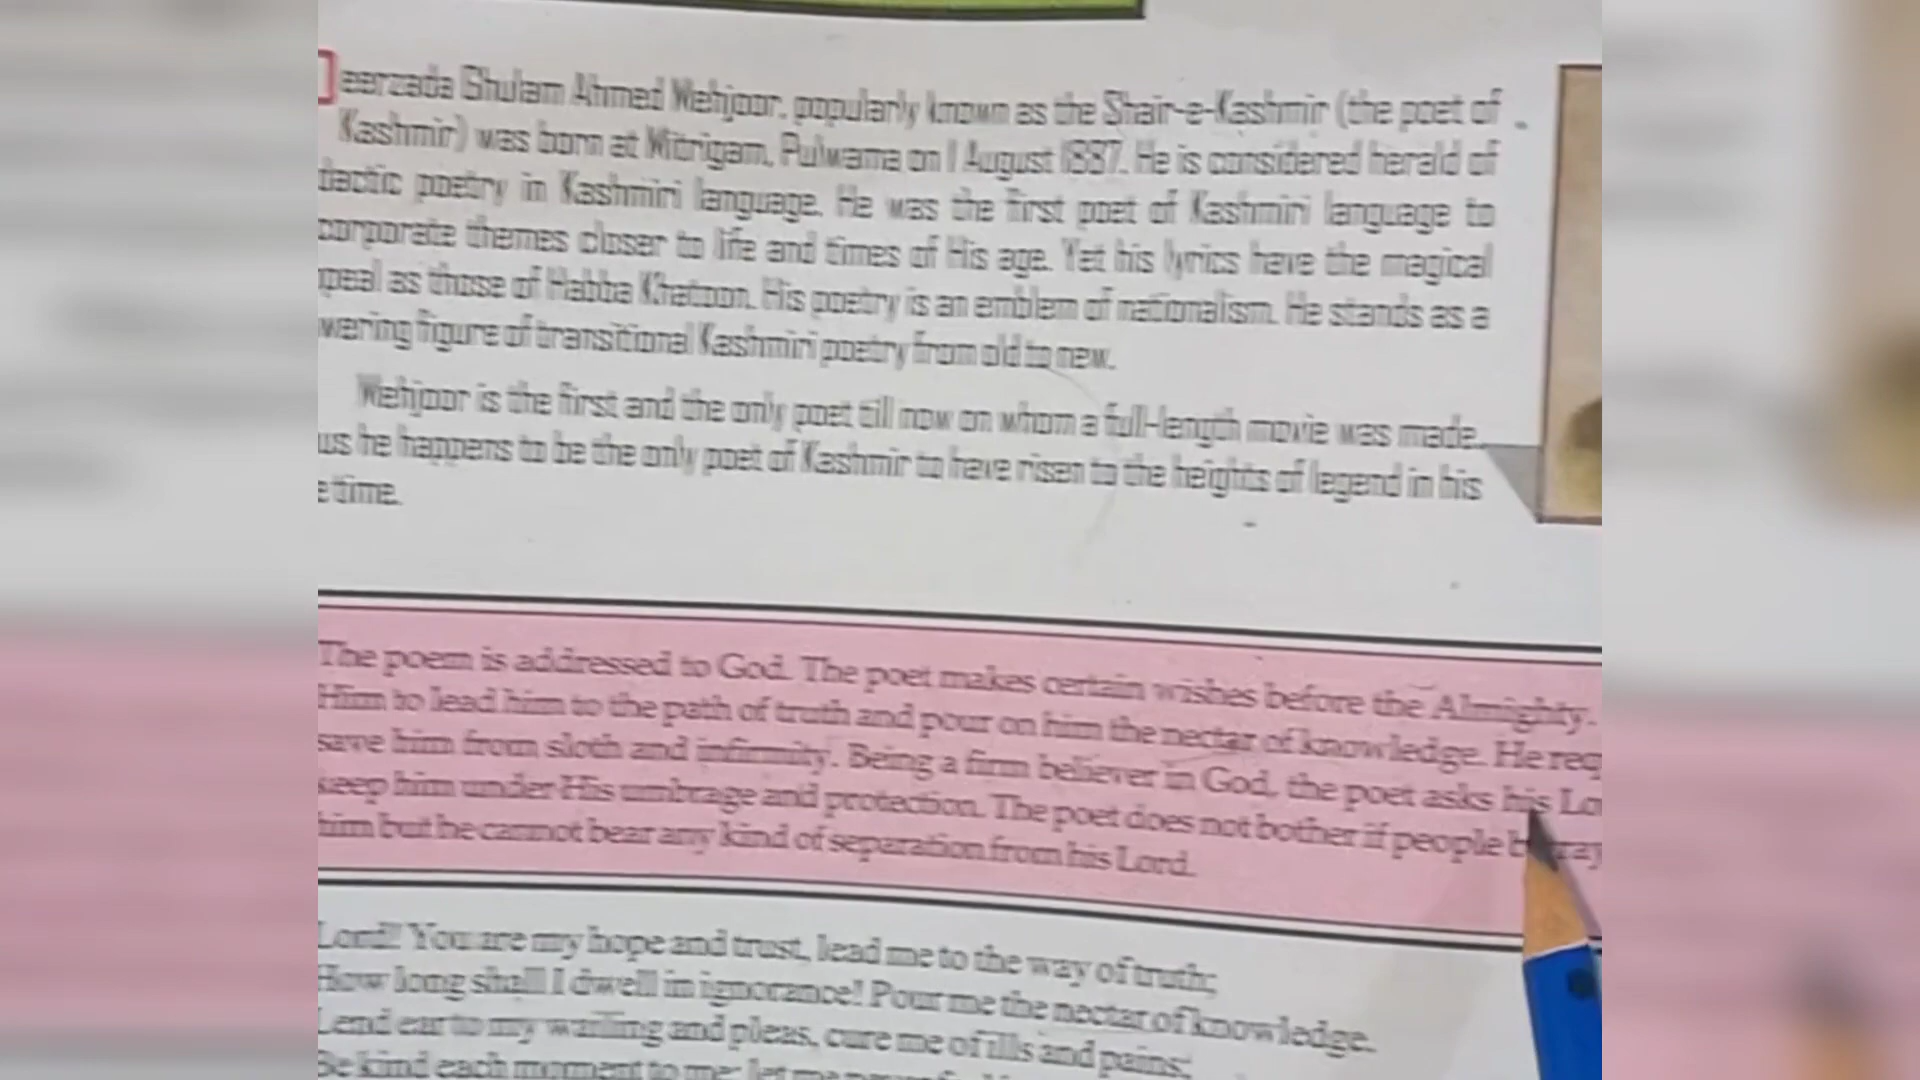 eerzada Ghulam Ahmed Mehjoor, popularly known as the Shair-e-Kashmir (the poet of
Kashmir) was born at Mitrigam, Pulwama on 1 August 1887. He is considered herald of
dactic poetry in Kashmiri language. He was the first poet of Kashmiri language to
corporate themes closer to life and times of His age. Yet his lyrics have the magical
ppeal as those of Habba Khatoon. His poetry is an emblem of nationalism. He stands as a
wering figure of transitional Kashmiri poetry from old to new.
Mehjoor is the first and the only poet till now on whom a full-length movie was made.
us he happens to be the only poet of Kashmir to have risen to the heights of legend in his
e time.
The poem is addressed to God. The poet makes certain wishes before the Almighty.
Him to lead him to the path of truth and pour on him the nectar of knowledge. He req
save him from sloth and infirmity. Being a firm believer in God, the poet asks his Lo
keep him under His umbrage and protection. The poet does not bother if people
him but he cannot bear any kind of separation from his Lord.
Lord! You are my hope and trust, lead me to the way of truth;
How long shall I dwell in ignorance! Pour me the nectar of knowledge.
Lend ear to my wailing and pleas, cure me of ills and pains;
Be kind each moment to me; let me never